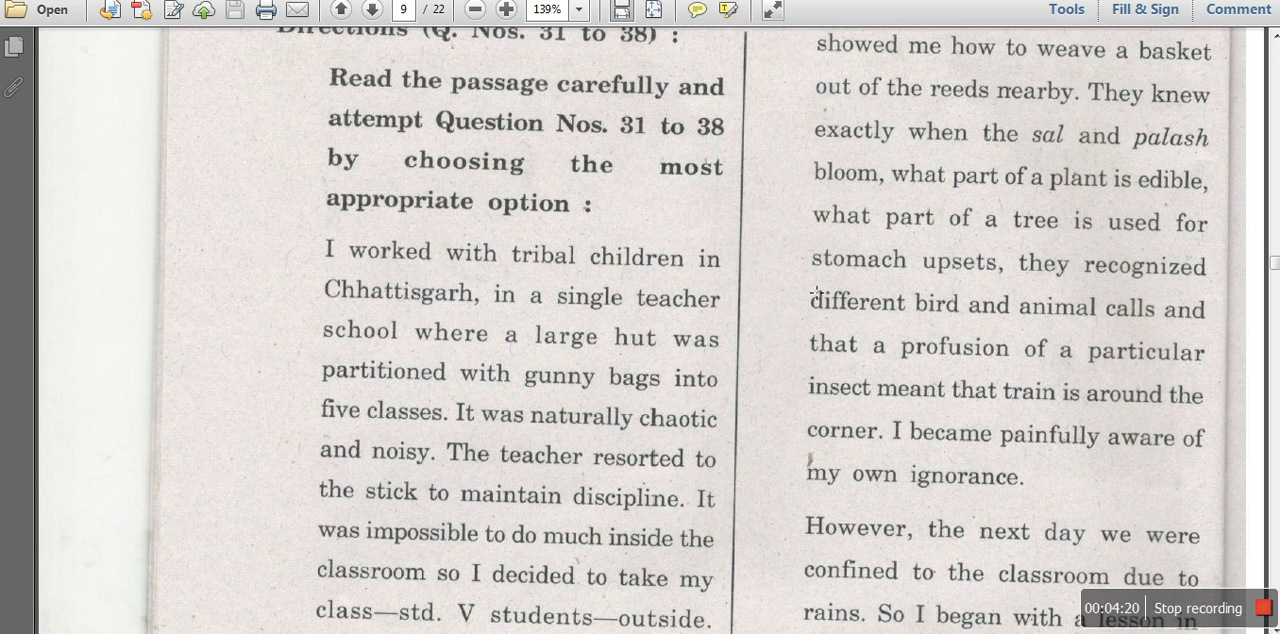 Open
9 / 22
139%
Tools
Fill & Sign
Comment
Directions (Q. Nos. 31 to 38) :
Read the passage carefully and
attempt Question Nos. 31 to 38
by choosing the most
appropriate option :
I worked with tribal children in
Chhattisgarh, in a single teacher
school where a large hut was
partitioned with gunny bags into
five classes. It was naturally chaotic
and noisy. The teacher resorted to
the stick to maintain discipline. It
was impossible to do much inside the
classroom so I decided to take my
class—std. V students—outside.
showed me how to weave a basket
out of the reeds nearby. They knew
exactly when the sal and palash
bloom, what part of a plant is edible,
what part of a tree is used for
stomach upsets, they recognized
different bird and animal calls and
that a profusion of a particular
insect meant that train is around the
corner. I became painfully aware of
my own ignorance.
However, the next day we were
confined to the classroom due to
rains. So I began with a lesson in
00:04:20 Stop recording